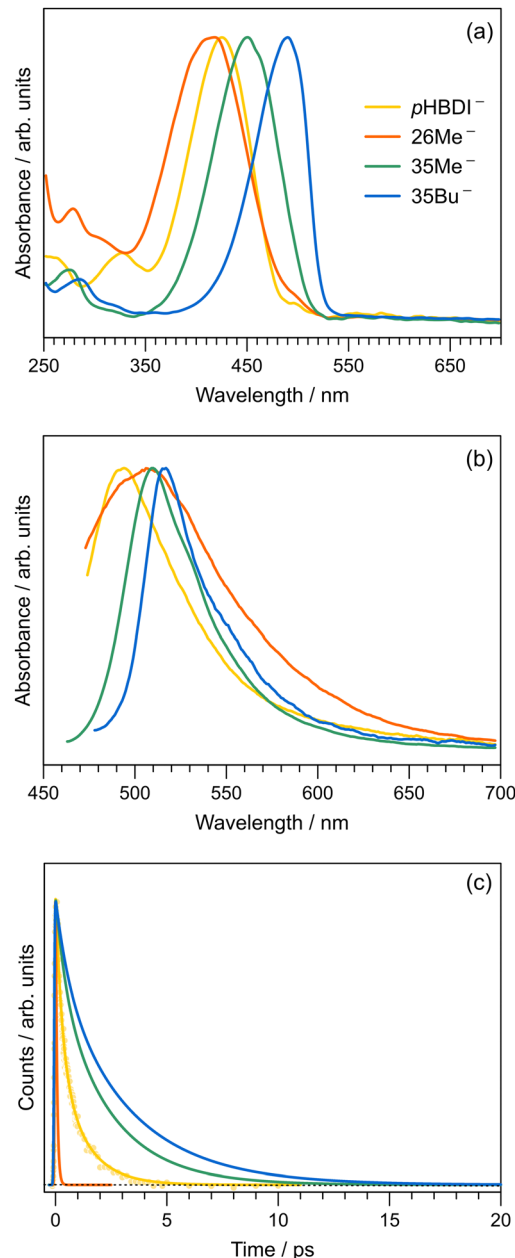 (a)
Absorbance / arb. units
pHBDI⁻
26Me⁻
35Me⁻
35Bu⁻
250 350 450 550 650
Wavelength / nm
(b)
Absorbance / arb. units
450 500 550 600 650 700
Wavelength / nm
(c)
Counts / arb. units
0 5 10 15 20
Time / ps